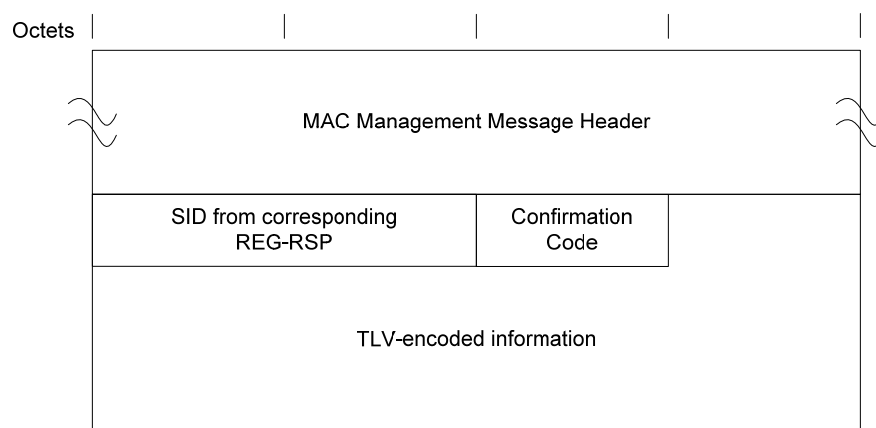 Octets
MAC Management Message Header
SID from corresponding
REG-RSP
Confirmation
Code
TLV-encoded information